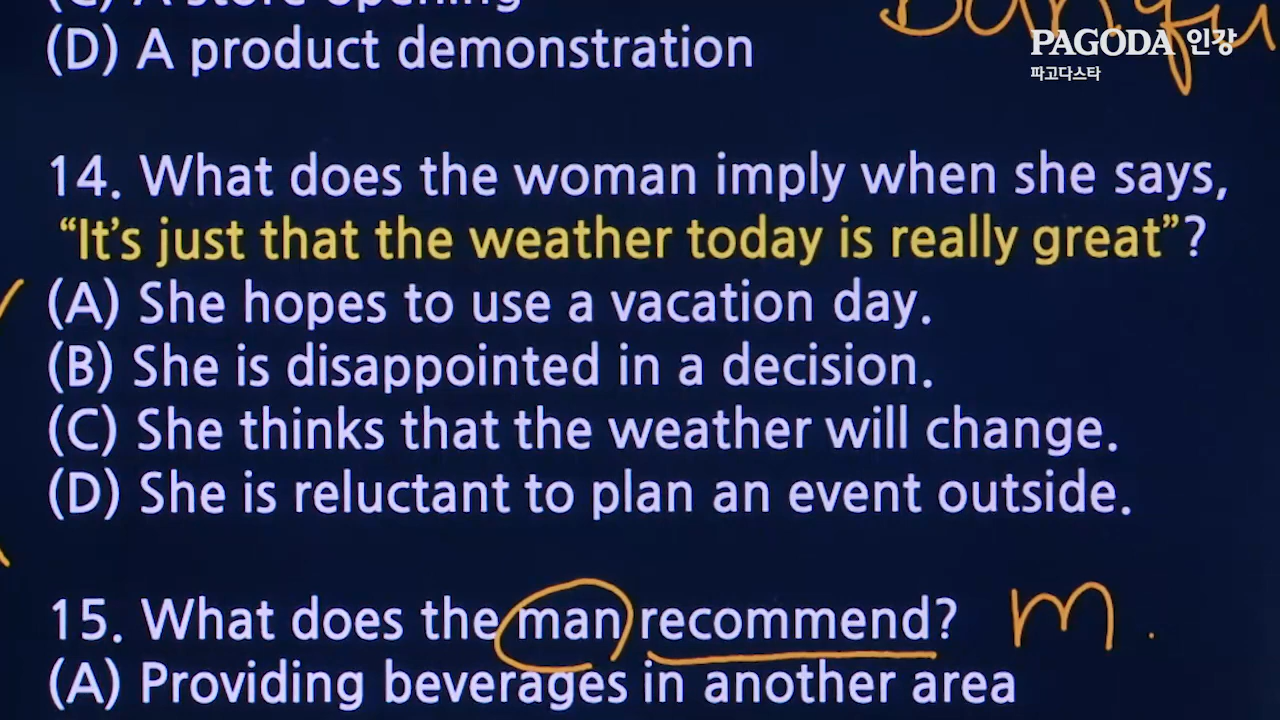 (C) A store opening
(D) A product demonstration
PAGODA 인강
파고다스타
14. What does the woman imply when she says,
“It’s just that the weather today is really great”?
(A) She hopes to use a vacation day.
(B) She is disappointed in a decision.
(C) She thinks that the weather will change.
(D) She is reluctant to plan an event outside.
15. What does the man recommend? m
(A) Providing beverages in another area